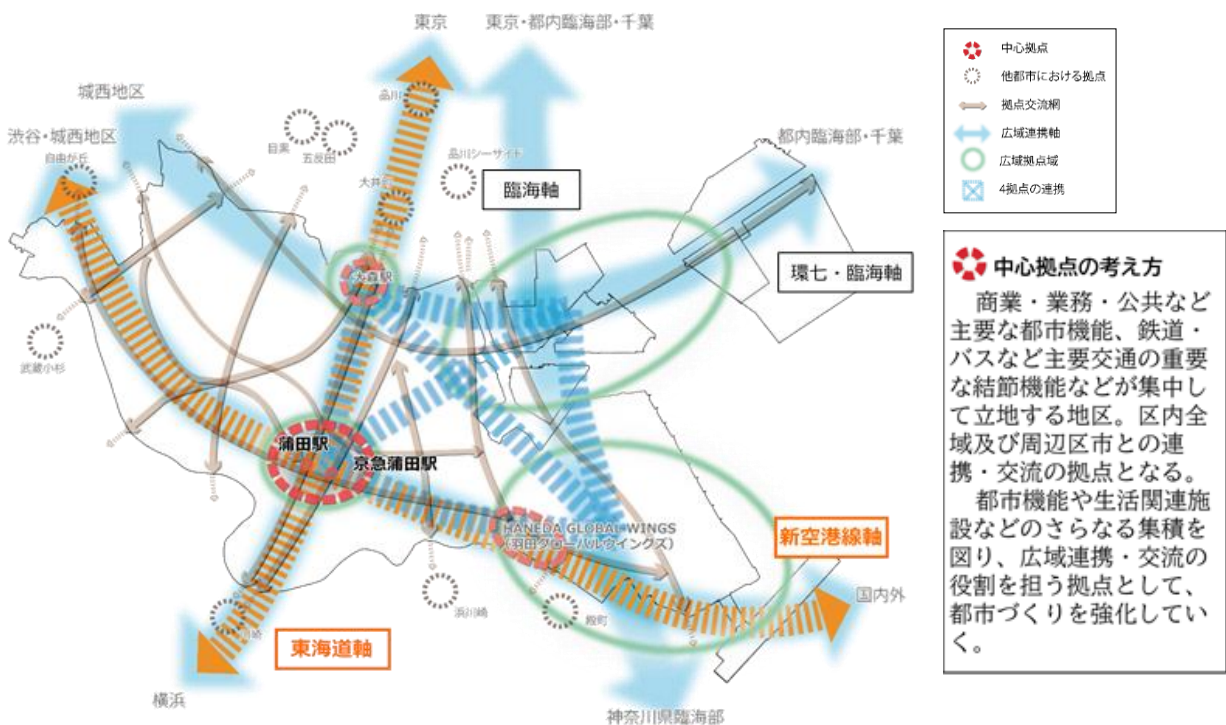 東京
東京・都内臨海部・千葉
城西地区
渋谷・城西地区
自由が丘
目黒
五反田
品川
大井町
品川シーサイド
臨海軸
都内臨海部・千葉
環七・臨海軸
大森駅
武蔵小杉
蒲田駅
京急蒲田駅
HANEDA GLOBAL WINGS
(羽田グローバルウイングズ)
新空港線軸
国内外
川崎
浜川崎
殿町
東海道軸
横浜
神奈川県臨海部
中心拠点
他都市における拠点
拠点交流網
広域連携軸
広域拠点域
4拠点の連携
中心拠点の考え方
商業・業務・公共など
主要な都市機能、鉄道・
バスなど主要交通の重要
な結節機能などが集中し
て立地する地区。区内全
域及び周辺区市との連
携・交流の拠点となる。
都市機能や生活関連施
設などのさらなる集積を
図り、広域連携・交流の
役割を担う拠点として、
都市づくりを強化してい
く。